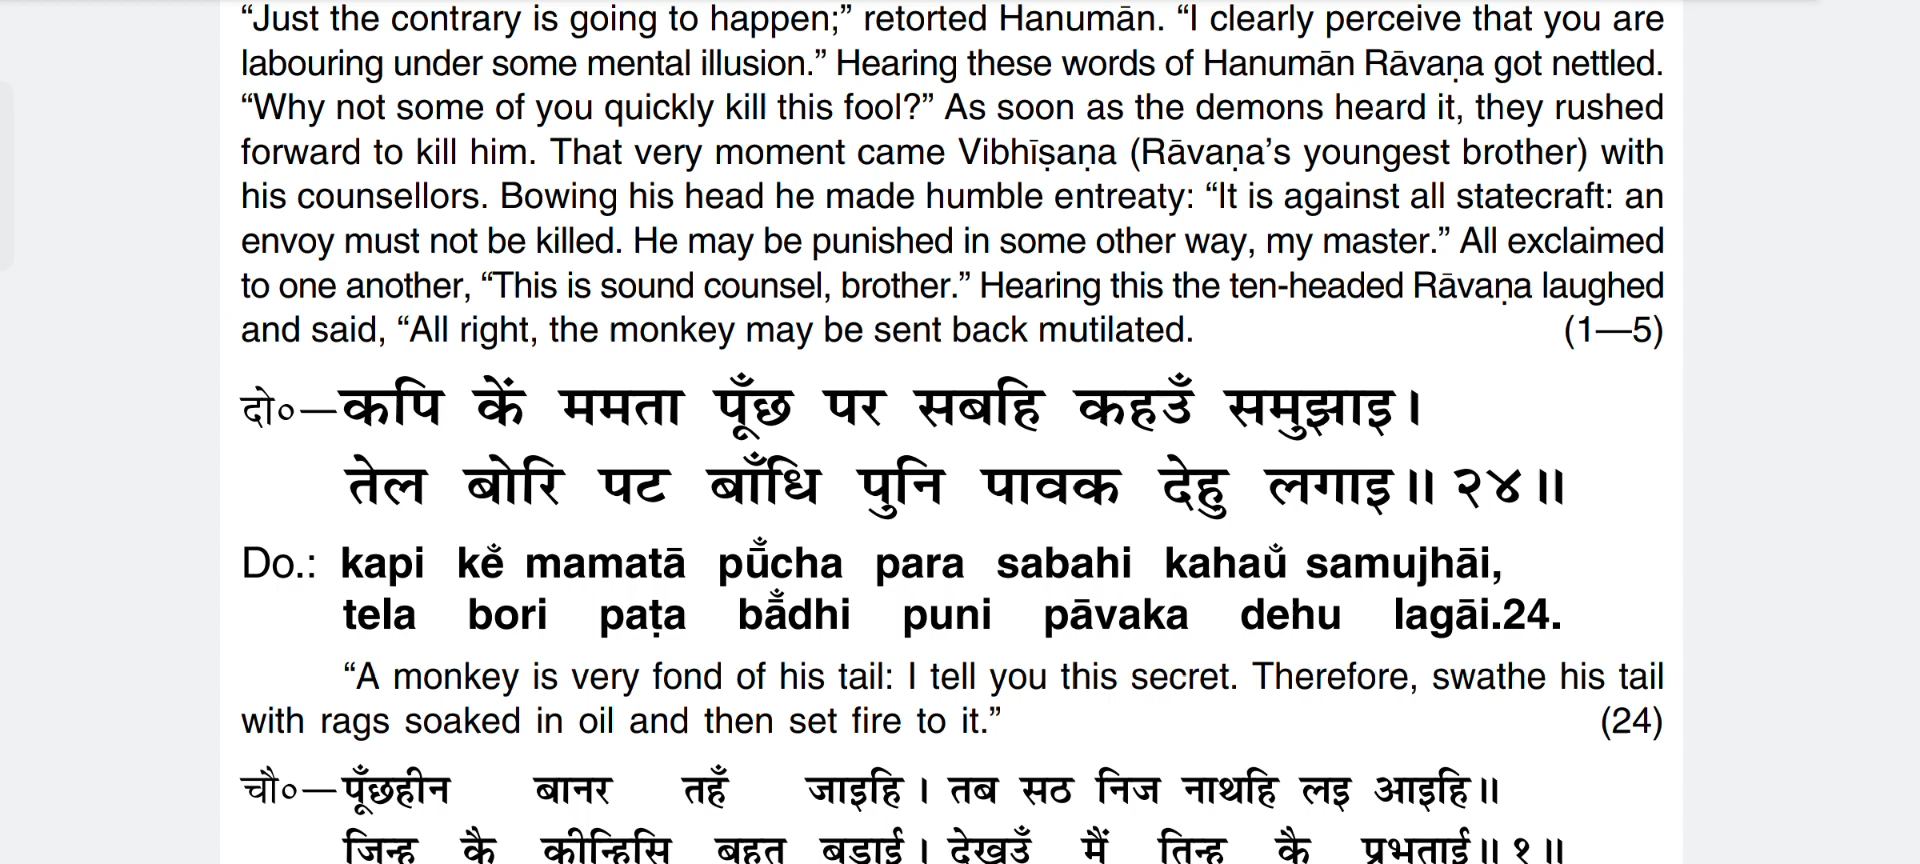 “Just the contrary is going to happen;” retorted Hanumān. “I clearly perceive that you are
labouring under some mental illusion.” Hearing these words of Hanumān Rāvaṇa got nettled.
“Why not some of you quickly kill this fool?” As soon as the demons heard it, they rushed
forward to kill him. That very moment came Vibhīṣaṇa (Rāvaṇa’s youngest brother) with
his counsellors. Bowing his head he made humble entreaty: “It is against all statecraft: an
envoy must not be killed. He may be punished in some other way, my master.” All exclaimed
to one another, “This is sound counsel, brother.” Hearing this the ten-headed Rāvaṇa laughed
and said, “All right, the monkey may be sent back mutilated. (1—5)
दो०—कपि कें ममता पूँछ पर सबहि कहउँ समुझाइ।
तेल बोरि पट बाँधि पुनि पावक देहु लगाइ॥ २४॥
Do.: kapi kẽ mamatā pū̐cha para sabahi kahau̐ samujhāi,
tela bori paṭa bā̐dhi puni pāvaka dehu lagāi.24.
“A monkey is very fond of his tail: I tell you this secret. Therefore, swathe his tail
with rags soaked in oil and then set fire to it.” (24)
चौ०—पूँछहीन बानर तहँ जाइहि। तब सठ निज नाथहि लइ आइहि॥
जिन्ह कै कीन्हिसि बहुत बड़ाई। देखउँ मैं तिन्ह कै प्रभुताई॥ १॥